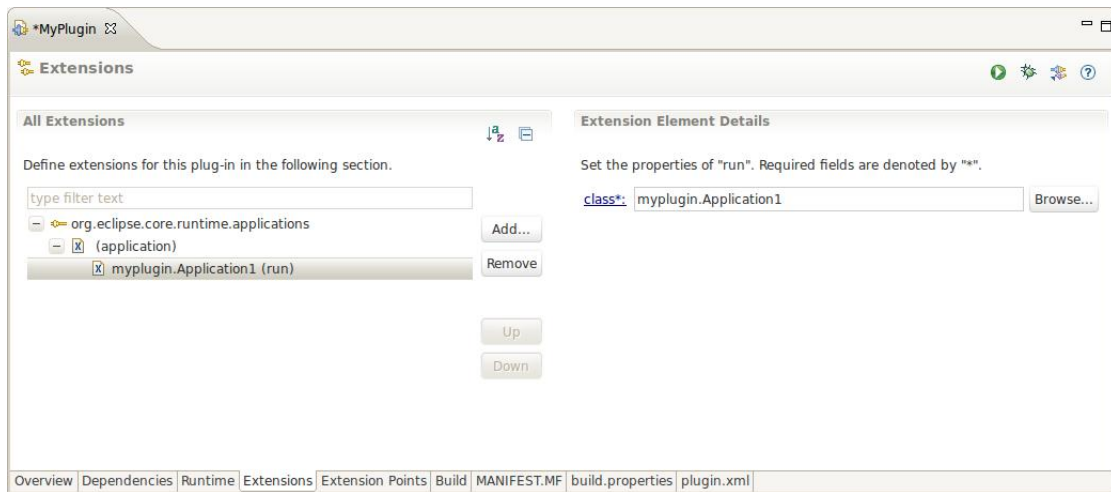 *MyPlugin
Extensions
All Extensions
Define extensions for this plug-in in the following section.
type filter text
org.eclipse.core.runtime.applications
(application)
myplugin.Application1 (run)
Add...
Remove
Up
Down
Extension Element Details
Set the properties of "run". Required fields are denoted by "*".
class*: myplugin.Application1 Browse...
Overview Dependencies Runtime Extensions Extension Points Build MANIFEST.MF build.properties plugin.xml